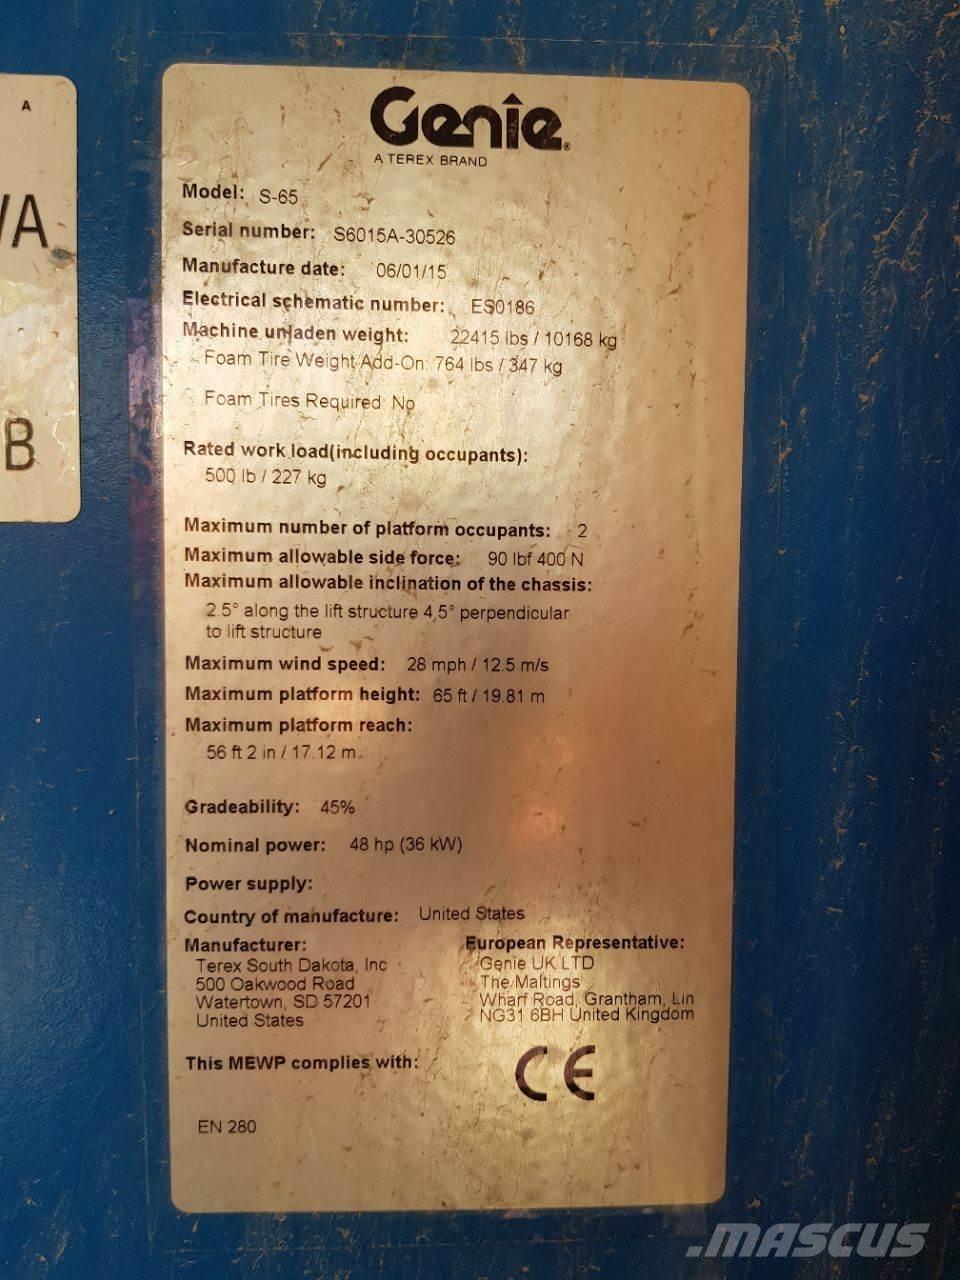 A
VA
B
Genie®
A TEREX BRAND
Model: S-65
Serial number: S6015A-30526
Manufacture date: 06/01/15
Electrical schematic number: ES0186
Machine unladen weight: 22415 lbs / 10168 kg
Foam Tire Weight Add-On: 764 lbs / 347 kg
Foam Tires Required: No
Rated work load(including occupants):
500 lb / 227 kg
Maximum number of platform occupants: 2
Maximum allowable side force: 90 lbf 400 N
Maximum allowable inclination of the chassis:
2.5° along the lift structure 4,5° perpendicular
to lift structure
Maximum wind speed: 28 mph / 12.5 m/s
Maximum platform height: 65 ft / 19.81 m
Maximum platform reach:
56 ft 2 in / 17.12 m
Gradeability: 45%
Nominal power: 48 hp (36 kW)
Power supply:
Country of manufacture: United States
Manufacturer:
Terex South Dakota, Inc
500 Oakwood Road
Watertown, SD 57201
United States
European Representative:
Genie UK LTD
The Maltings
Wharf Road, Grantham, Lin
NG31 6BH United Kingdom
This MEWP complies with:
CE
EN 280
.MASCUS